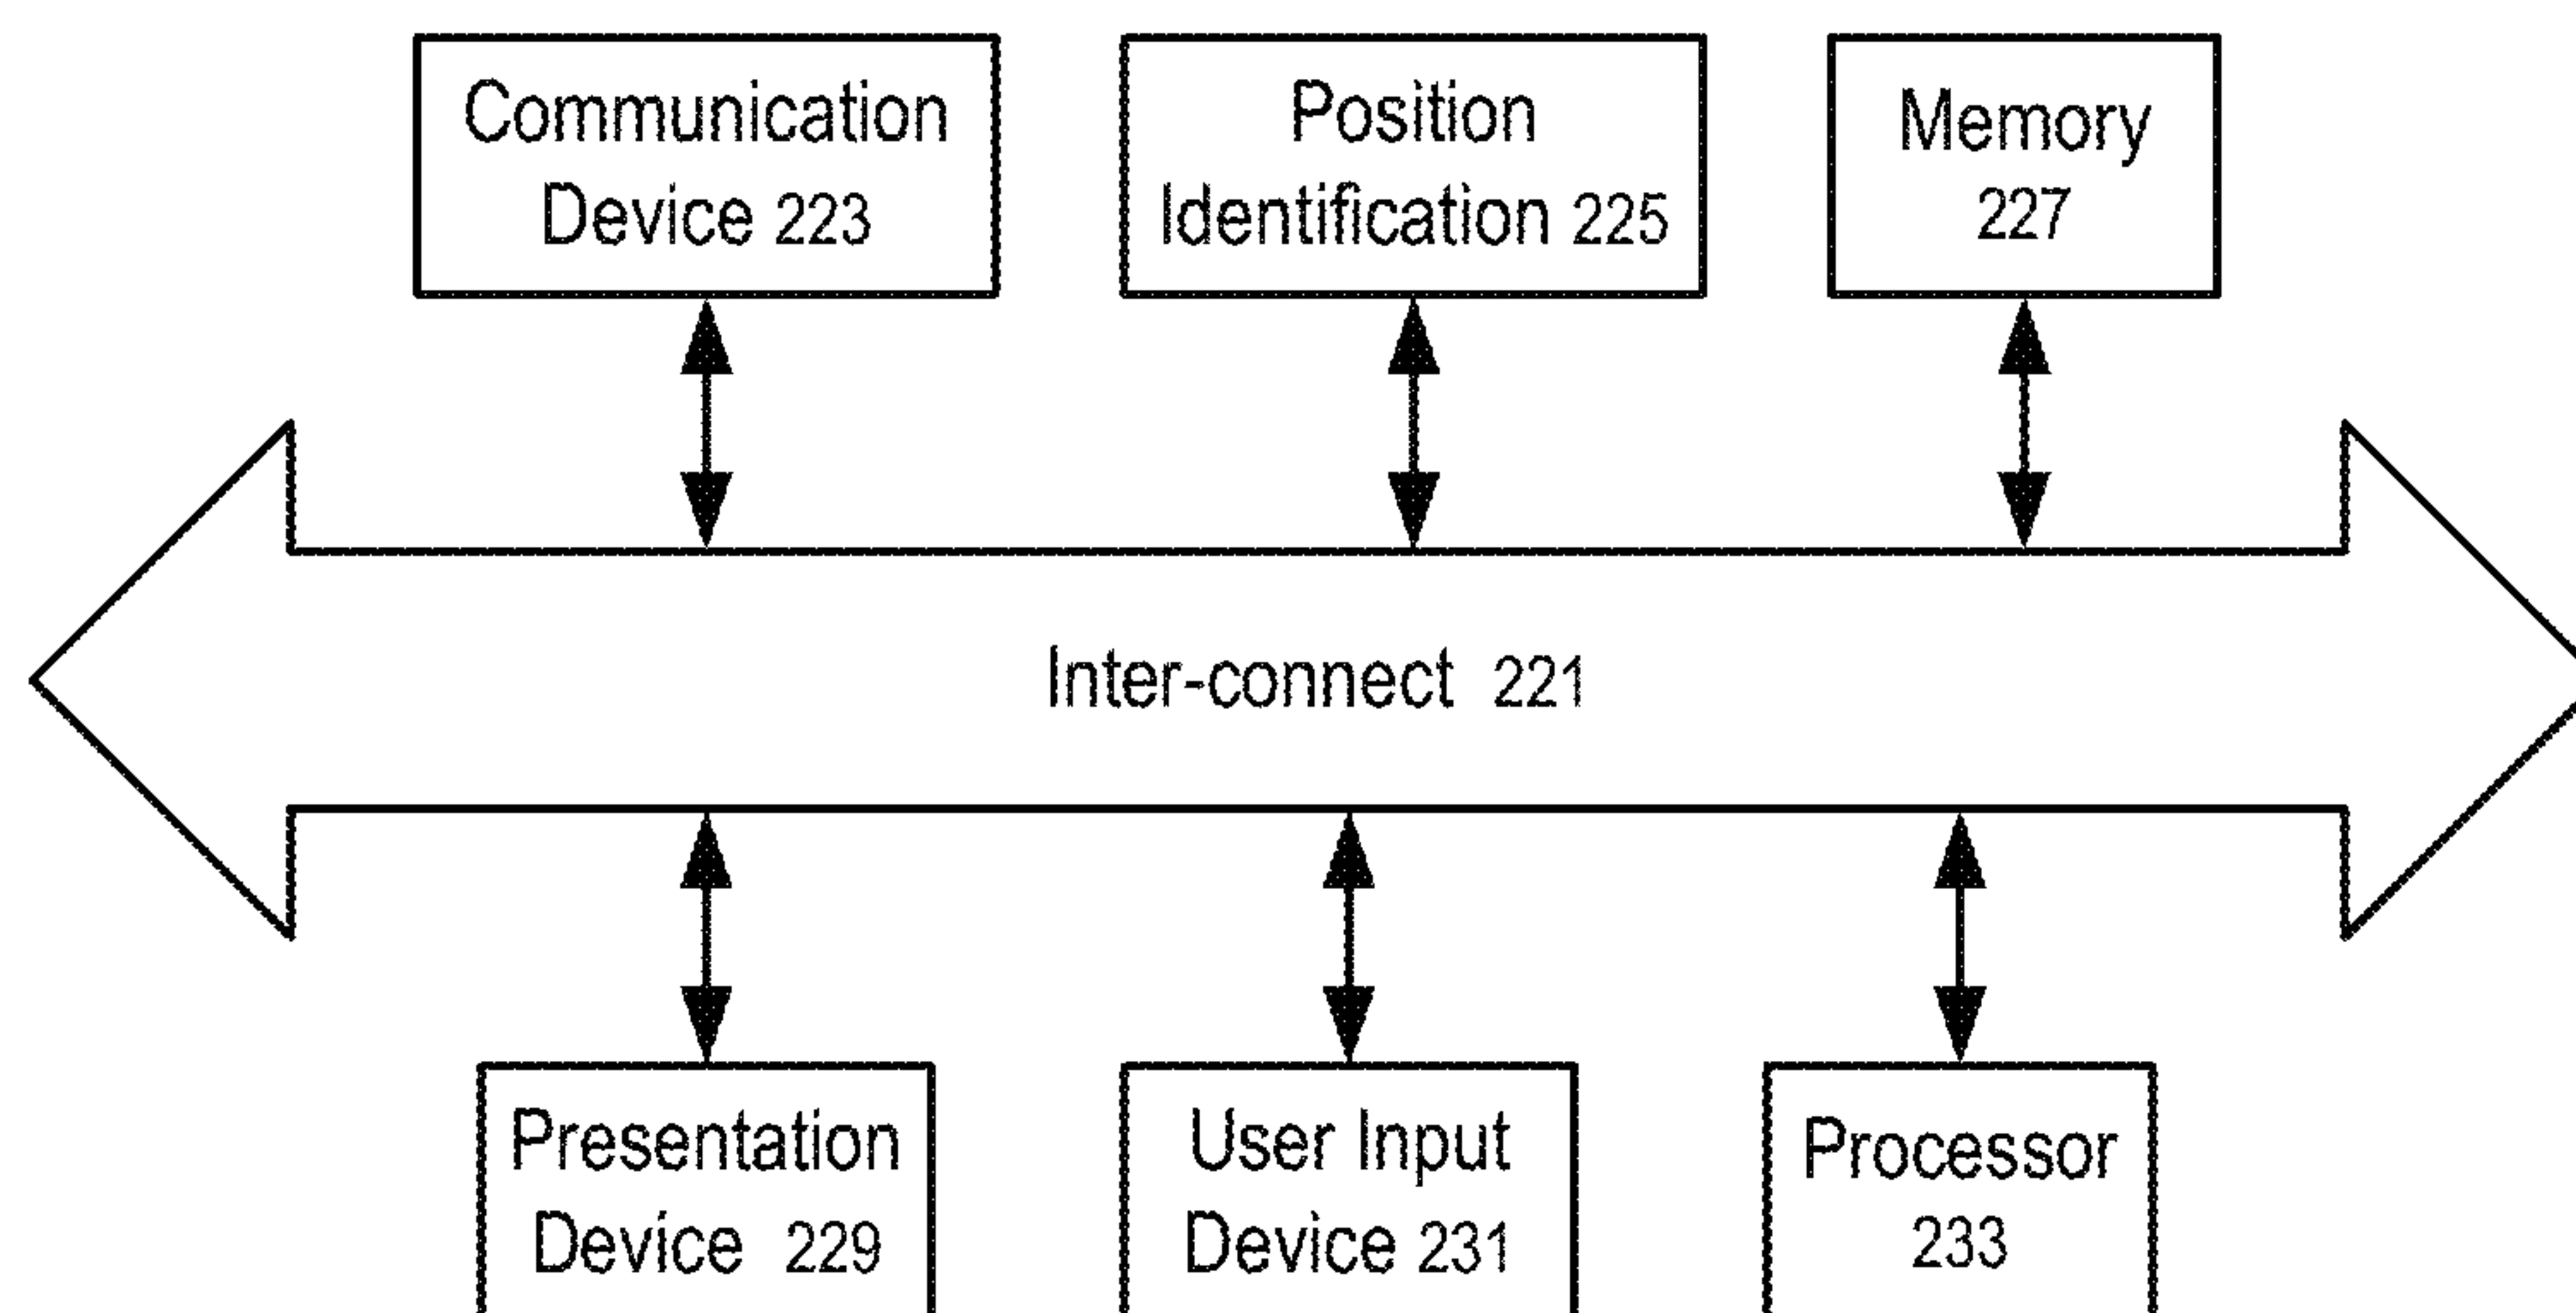 Communication
Device 223
Position
Identification 225
Memory
227
Inter-connect 221
Presentation
Device 229
User Input
Device 231
Processor
233